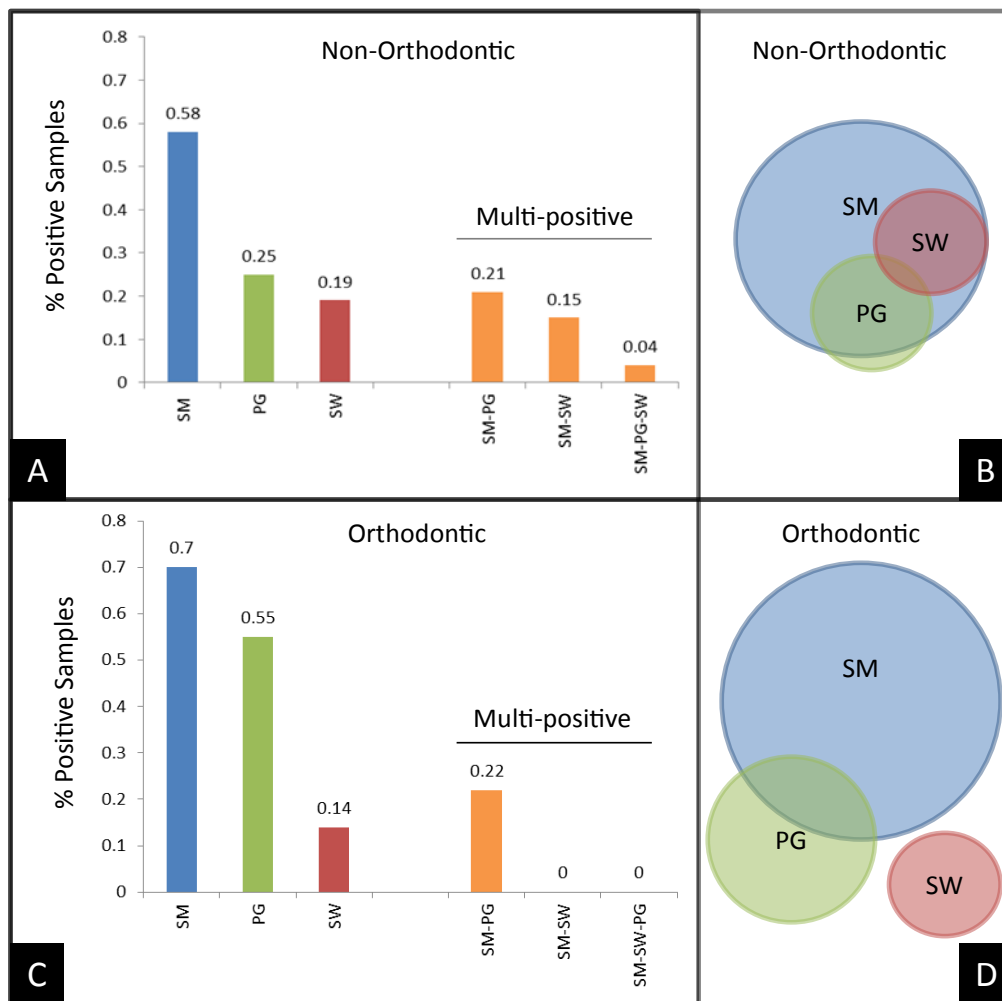 Non-Orthodontic
% Positive Samples
0.8
0.7
0.6
0.5
0.4
0.3
0.2
0.1
0
0.58
0.25
0.19
Multi-positive
0.21
0.15
0.04
SM
PG
SW
SM-PG
SM-SW
SM-PG-SW
A
Non-Orthodontic
SM
SW
PG
B
Orthodontic
% Positive Samples
0.8
0.7
0.6
0.5
0.4
0.3
0.2
0.1
0
0.7
0.55
0.14
Multi-positive
0.22
0
0
SM
PG
SW
SM-PG
SM-SW
SM-SW-PG
C
Orthodontic
SM
PG
SW
D